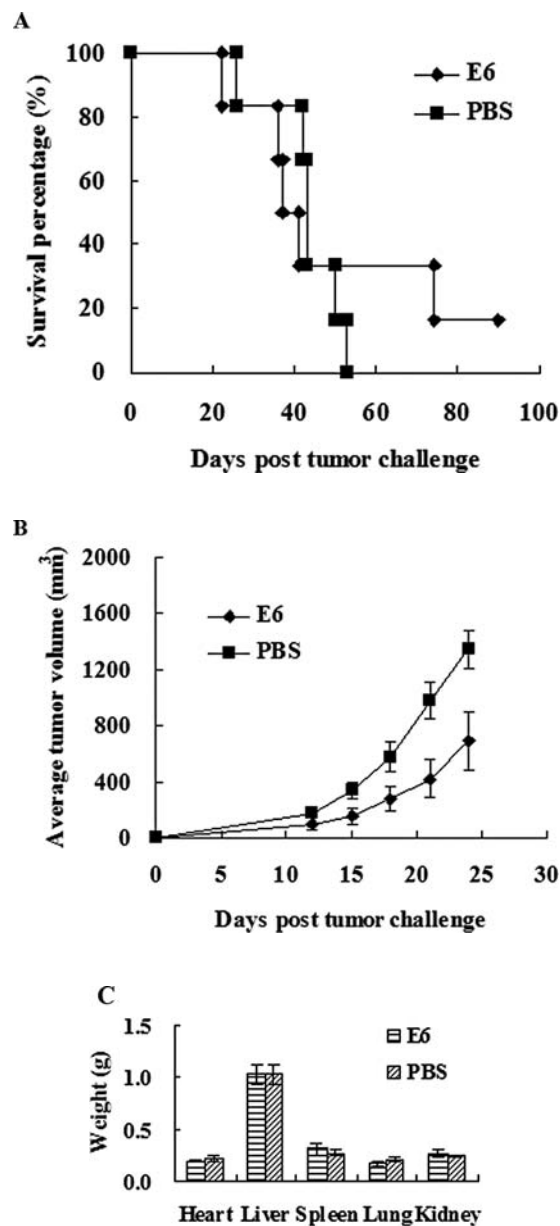 A
Survival percentage (%)
100
80
60
40
20
0
E6
PBS
0 20 40 60 80 100
Days post tumor challenge
B
Average tumor volume (mm³)
2000
1600
1200
800
400
0
E6
PBS
0 5 10 15 20 25 30
Days post tumor challenge
C
Weight (g)
1.5
1.0
0.5
0.0
E6
PBS
Heart Liver Spleen Lung Kidney